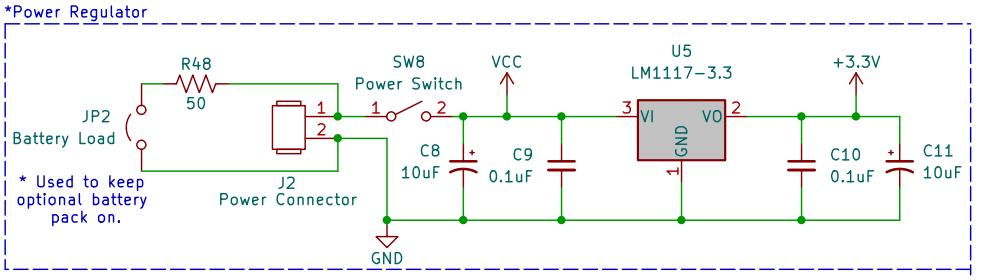 *Power Regulator
R48
50
JP2
Battery Load
* Used to keep
optional battery
pack on.
1
2
J2
Power Connector
SW8
Power Switch
1
2
VCC
C8
10uF
C9
0.1uF
GND
U5
LM1117-3.3
3
VI
VO
2
GND
1
+3.3V
C10
0.1uF
C11
10uF